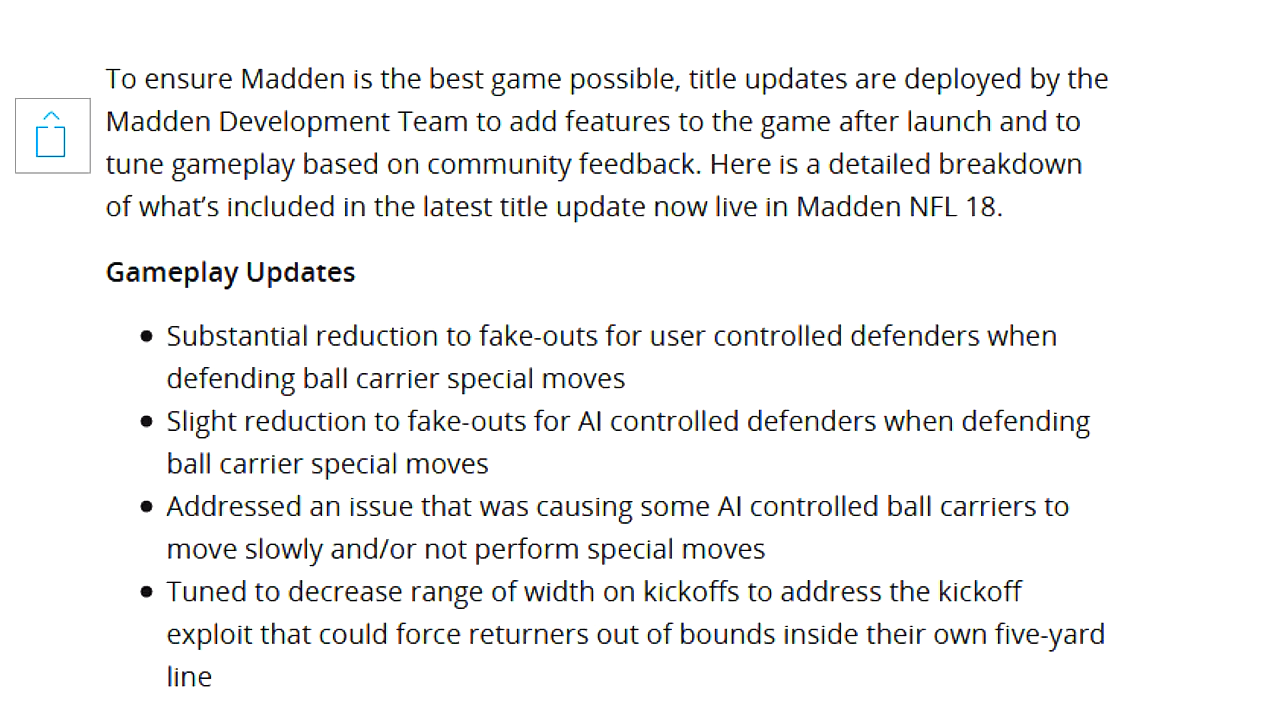 To ensure Madden is the best game possible, title updates are deployed by the
Madden Development Team to add features to the game after launch and to
tune gameplay based on community feedback. Here is a detailed breakdown
of what’s included in the latest title update now live in Madden NFL 18.
Gameplay Updates
• Substantial reduction to fake-outs for user controlled defenders when
defending ball carrier special moves
• Slight reduction to fake-outs for AI controlled defenders when defending
ball carrier special moves
• Addressed an issue that was causing some AI controlled ball carriers to
move slowly and/or not perform special moves
• Tuned to decrease range of width on kickoffs to address the kickoff
exploit that could force returners out of bounds inside their own five-yard
line